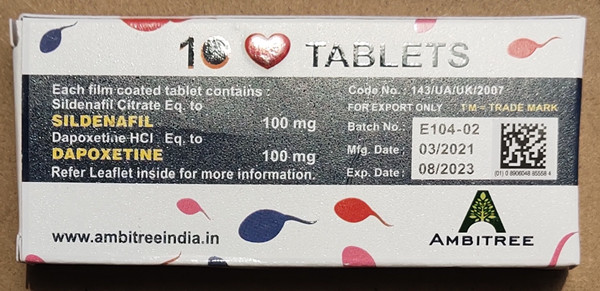 10 TABLETS
Each film coated tablet contains :
Sildenafil Citrate Eq. to
SILDENAFIL 100 mg
Dapoxetine HCl Eq. to
DAPOXETINE 100 mg
Refer Leaflet inside for more information.
Code No.: 143/UA/UK/2007
FOR EXPORT ONLY TM – TRADE MARK
Batch No.: E104-02
Mfg. Date : 03/2021
Exp. Date : 08/2023
www.ambitreeindia.in
AMBITREE